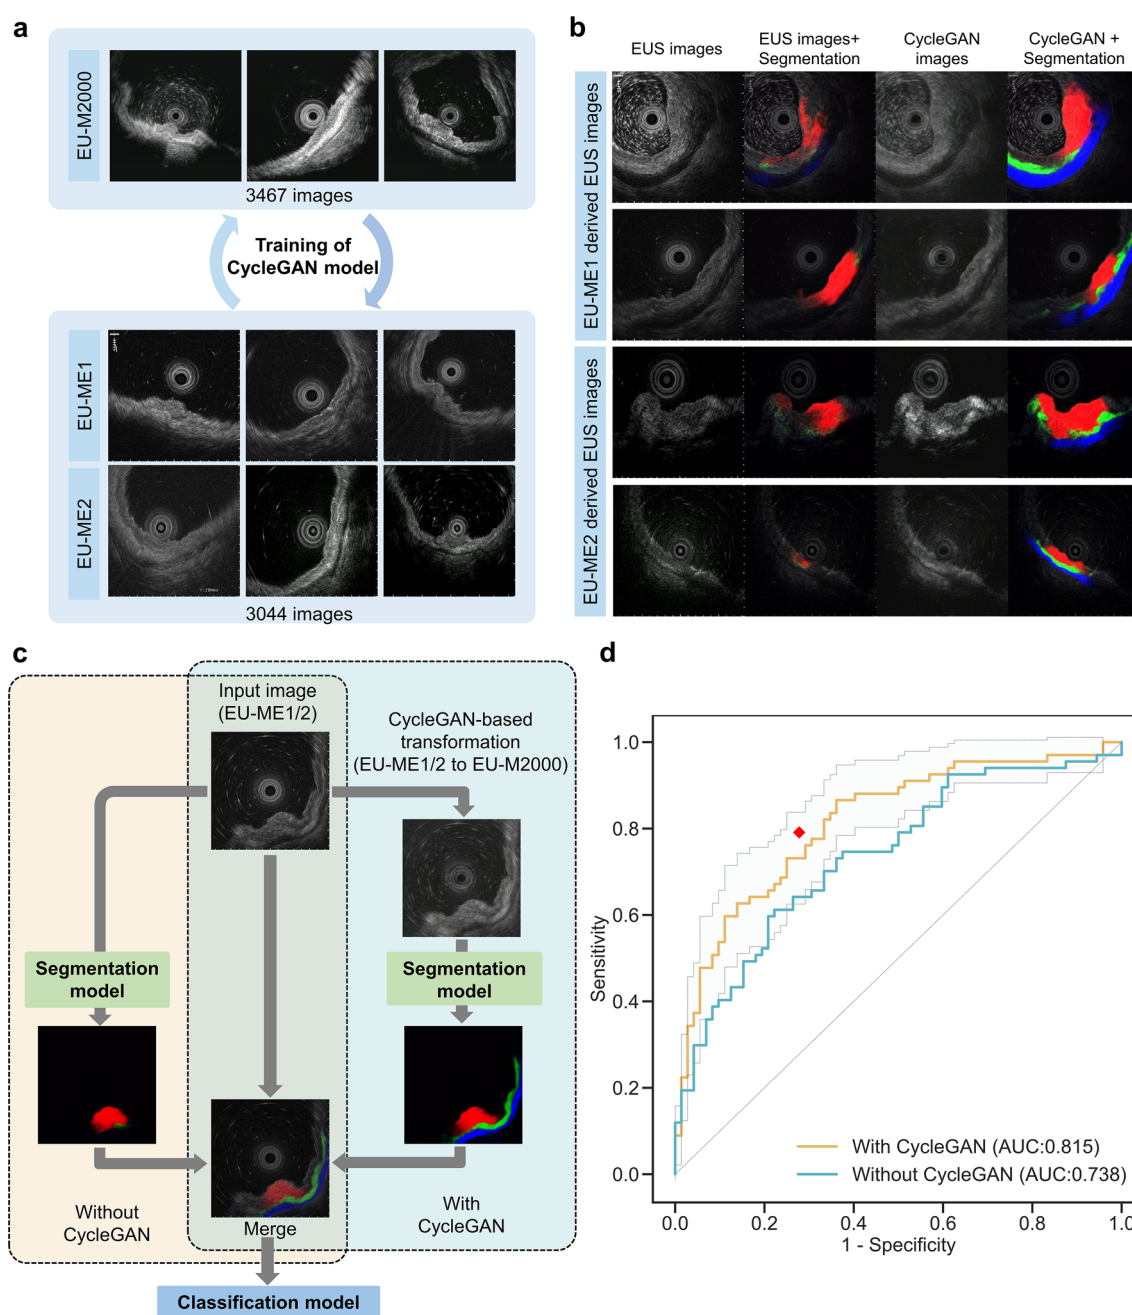 a
EU-M2000
3467 images
Training of
CycleGAN model
EU-ME1
EU-ME2
3044 images
b
EUS images
EUS images+
Segmentation
CycleGAN
images
CycleGAN +
Segmentation
EU-ME1 derived EUS images
EU-ME2 derived EUS images
c
Input image
(EU-ME1/2)
CycleGAN-based
transformation
(EU-ME1/2 to EU-M2000)
Segmentation
model
Segmentation
model
Without
CycleGAN
Merge
With
CycleGAN
Classification model
d
Sensitivity
1.0
0.8
0.6
0.4
0.2
0.0
With CycleGAN (AUC:0.815)
Without CycleGAN (AUC:0.738)
0.0 0.2 0.4 0.6 0.8 1.0
1 - Specificity